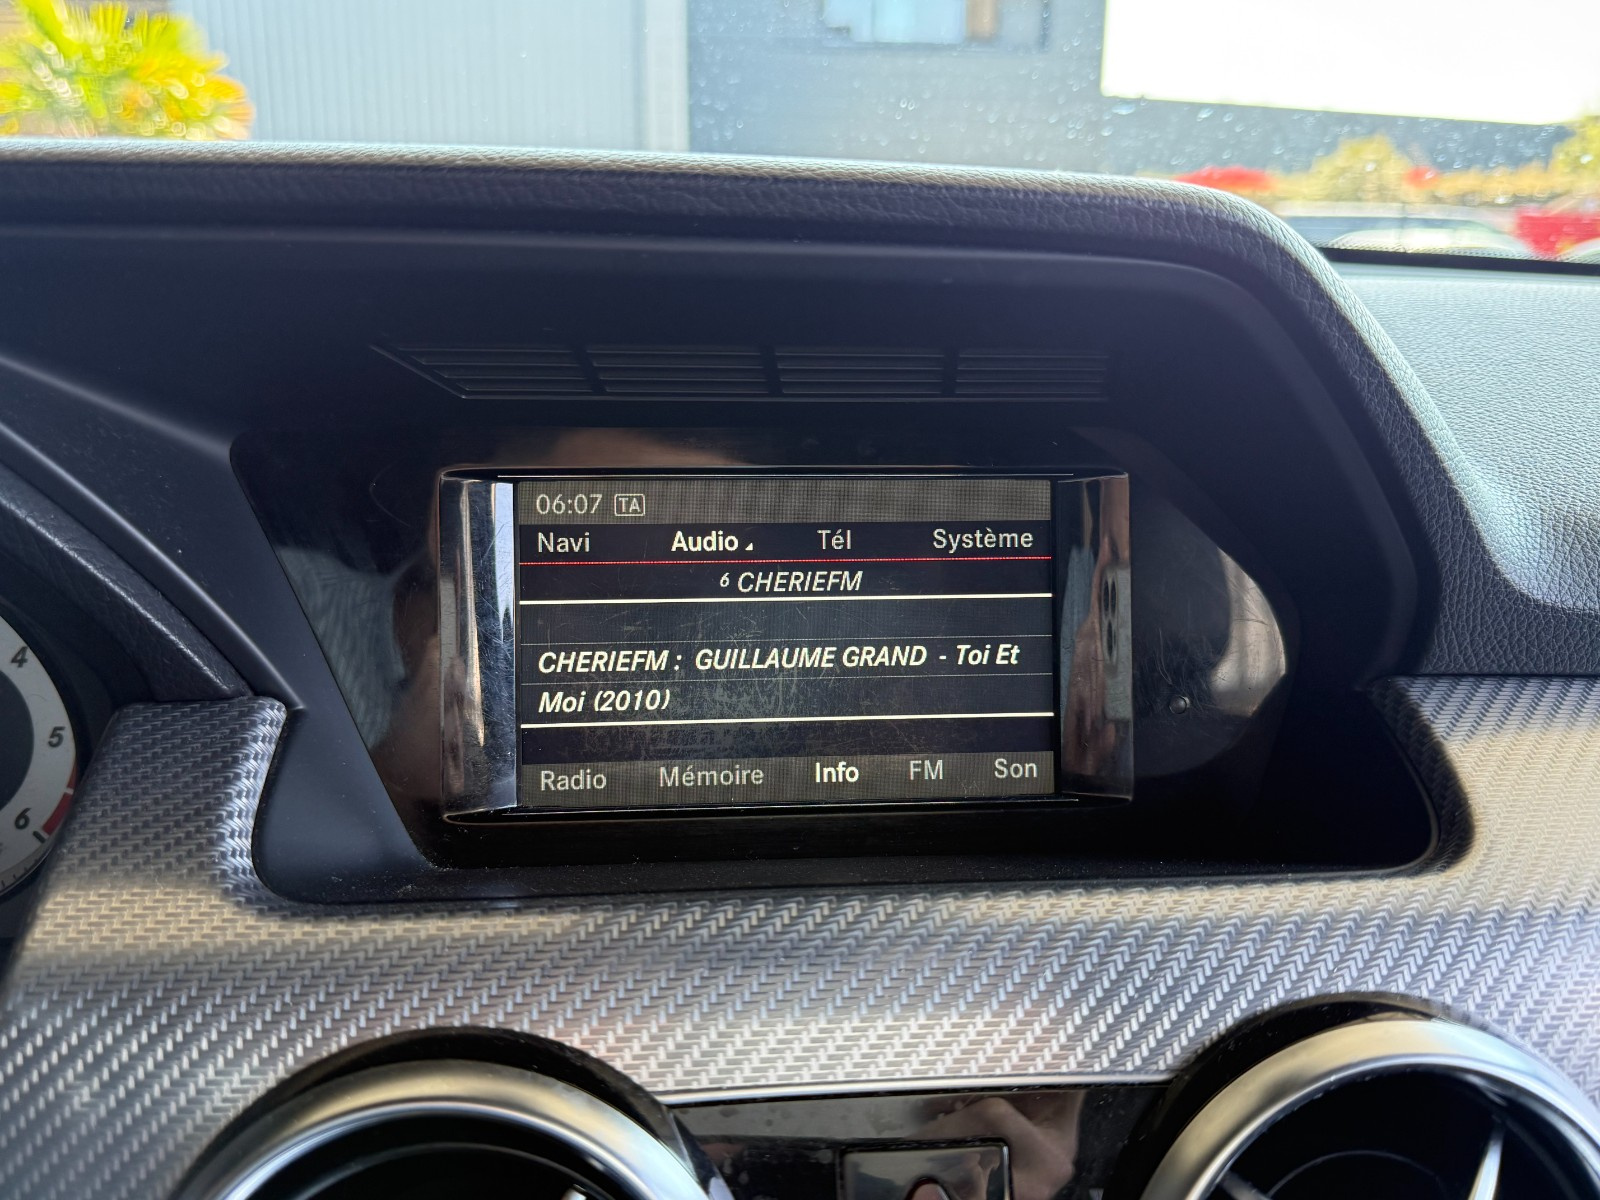 06:07 TA
Navi Audio Tél Système
6 CHERIEFM
CHERIEFM : GUILLAUME GRAND - Toi Et
Moi (2010)
Radio Mémoire Info FM Son
4
5
6